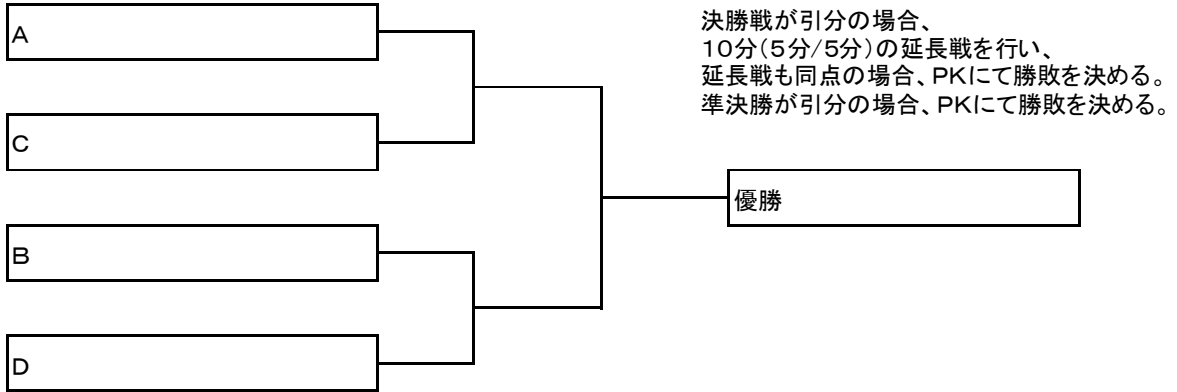 A
C
B
D
決勝戦が引分の場合、
10分(5分/5分)の延長戦を行い、
延長戦も同点の場合、PKにて勝敗を決める。
準決勝が引分の場合、PKにて勝敗を決める。
優勝